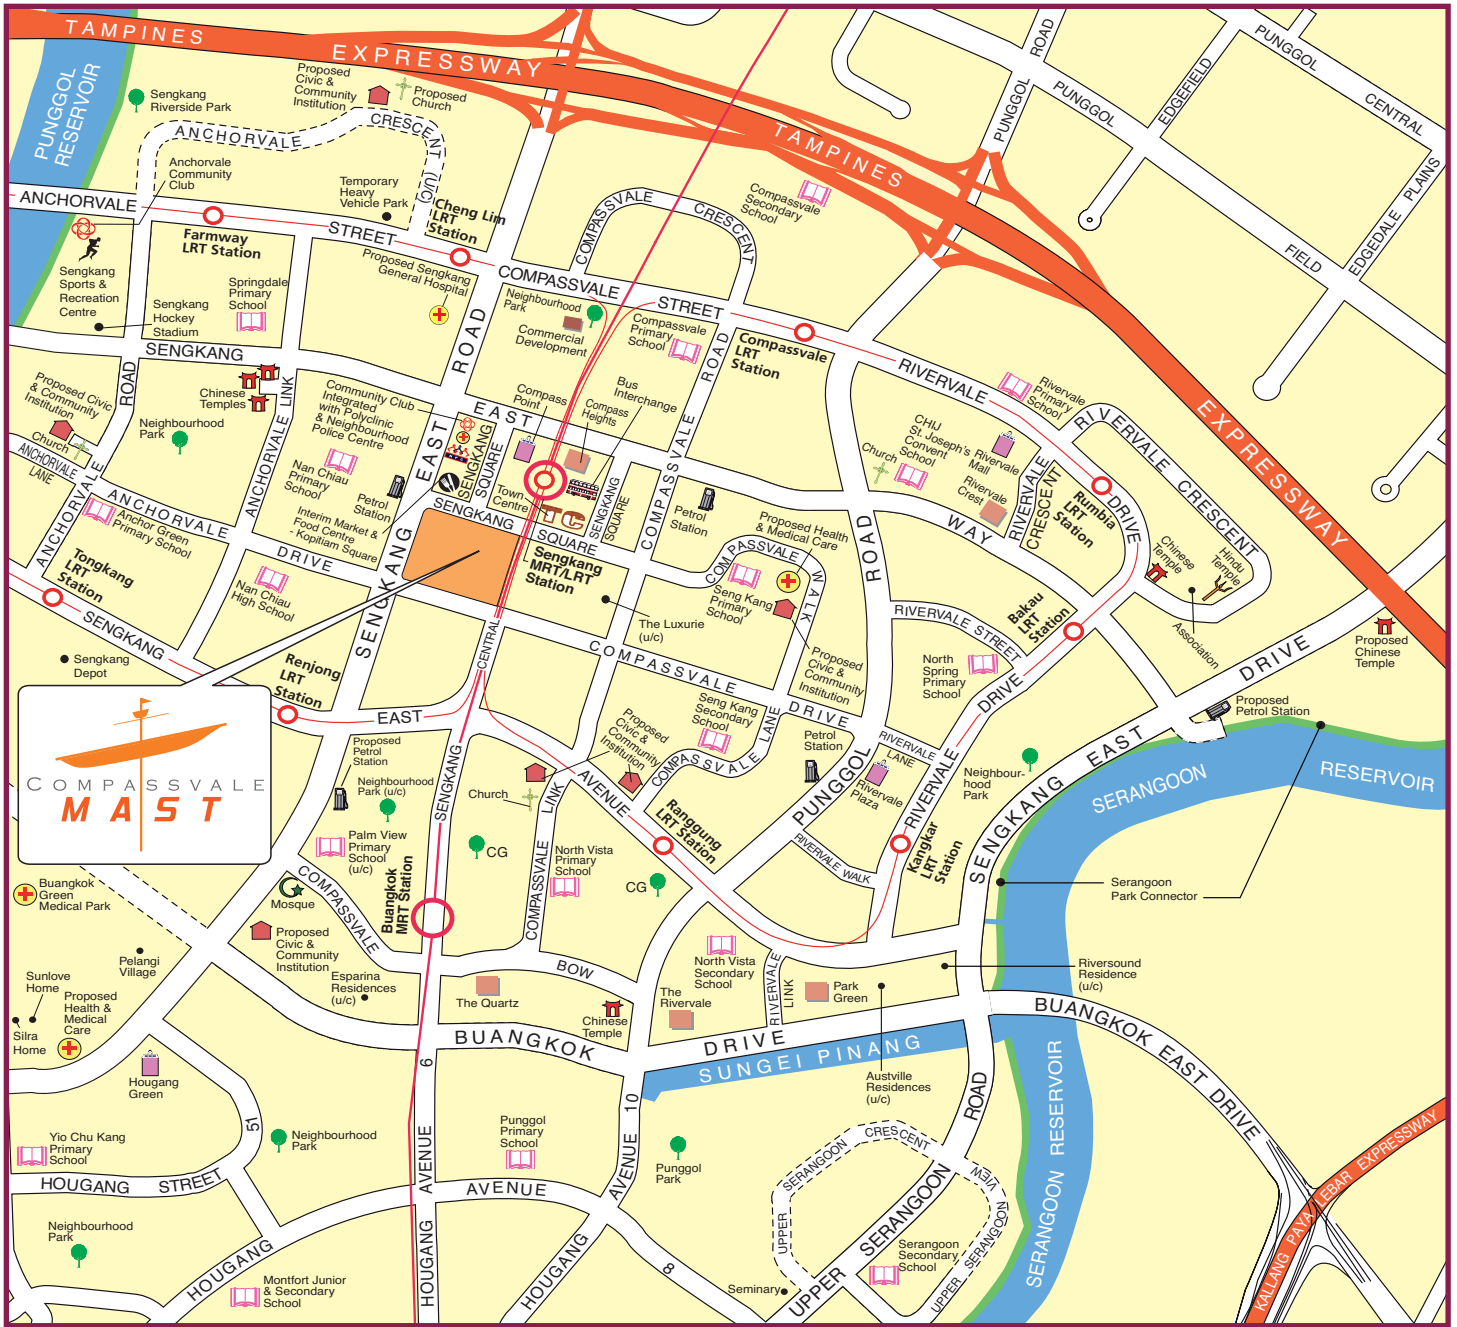 TAMPINES
EXPRESSWAY
PUNGGOL
RESERVOIR
Sengkang
Riverside Park
Proposed
Civic &
Community
Institution
Proposed
Church
ANCHORVALE
CRESCENT (U/C)
Anchorvale
Community
Club
Temporary
Heavy
Vehicle Park
Cheng Lim
LRT
Station
ANCHORVALE
STREET
Farmway
LRT Station
Proposed Sengkang
General Hospital
Sengkang
Sports &
Recreation
Centre
Springdale
Primary
School
Sengkang
Hockey
Stadium
SENGKANG
EAST
ROAD
ROAD
EAST
SENGKANG
COMPASSVALE
STREET
COMPASSVALE
CRESCENT
Compassvale
Secondary
School
TAMPINES
PUNGGOL
ROAD
PUNGGOL
FIELD
EDGEFIELD
PLAINS
EDGEDALE
PUNGGOL
CENTRAL
EXPRESSWAY
Neighbourhood
Park
Commercial
Development
Compassvale
Primary
School
Compassvale
LRT
Station
ROAD
COMPASSVALE
RIVERVALE
DRIVE
Rivervale
Primary
School
RIVERVALE
CRESCENT
Proposed Civic
& Community
Institution
Church
Chinese
Temples
Neighbourhood
Park
ANCHORVALE
LINK
ANCHORVALE
LANE
ANCHORVALE
DRIVE
ANCHORVALE
Community Club
Integrated
with Polyclinic
& Neighbourhood
Police Centre
Nan Chiau
Primary
School
Petrol
Station
Interim Market &
Food Centre
- Kopitiam Square
Compass
Point
Compass
Heights
Bus
Interchange
SENGKANG
SQUARE
Town
Centre
TC
SENGKANG
SQUARE
SENGKANG
SQUARE
Sengkang
MRT/LRT
Station
Petrol
Station
Proposed Health
& Medical Care
COMPASSVALE
WALK
Seng Kang
Primary
School
CHIJ
St. Joseph's
Convent
School
Church
Rivervale
Mall
Rivervale
Crest
RIVERVALE
CRESCENT
Rumbia
LRT
Station
WAY
ROAD
Chinese
Temple
Hindu
Temple
Association
Anchor Green
Primary School
Tongkang
LRT
Station
SENGKANG
Nan Chiau
High School
Sengkang
Depot
Renjong
LRT
Station
EAST
AVENUE
CENTRAL
The Luxurie
(u/c)
COMPASSVALE
DRIVE
Proposed
Civic &
Community
Institution
RIVERVALE STREET
Bakau
LRT
Station
North
Spring
Primary
School
DRIVE
RIVERVALE
DRIVE
Proposed
Chinese
Temple
Proposed
Petrol Station
SENGKANG
EAST
SERANGOON
RESERVOIR
COMPASSVALE
MAST
Proposed
Petrol
Station
Neighbourhood
Park (u/c)
Palm View
Primary
School
(u/c)
SENGKANG
Church
Proposed
Civic &
Community
Institution
Seng Kang
Secondary
School
COMPASSVALE
LANE
Petrol
Station
PUNGGOL
RIVERVALE
LANE
Rivervale
Plaza
RIVERVALE WALK
Kangkar
LRT
Station
Neighbour-
hood
Park
CG
LINK
COMPASSVALE
North Vista
Primary
School
CG
Ranggung
LRT Station
Serangoon
Park Connector
Buangkok
MRT Station
Buangkok
Green
Medical Park
Mosque
COMPASSVALE
BOW
Proposed
Civic &
Community
Institution
Pelangi
Village
Esparina
Residences
(u/c)
The Quartz
Chinese
Temple
North Vista
Secondary
School
The
Rivervale
RIVERVALE
LINK
Park
Green
Riversound
Residence
(u/c)
Sunlove
Home
Proposed
Health &
Medical
Care
Silra
Home
BUANGKOK
DRIVE
SUNGEI PINANG
BUANGKOK EAST DRIVE
Austville
Residences
(u/c)
ROAD
Hougang
Green
51
6
10
Yio Chu Kang
Primary
School
Neighbourhood
Park
Punggol
Primary
School
Punggol
Park
HOUGANG
STREET
AVENUE
AVENUE
AVENUE
Neighbourhood
Park
HOUGANG
HOUGANG
HOUGANG
8
Montfort Junior
& Secondary
School
Seminary
UPPER
SERANGOON
CRESCENT
VIEW
UPPER SERANGOON
UPPER
SERANGOON
Serangoon
Secondary
School
SERANGOON
RESERVOIR
KALLANG PAYA LEBAR EXPRESSWAY